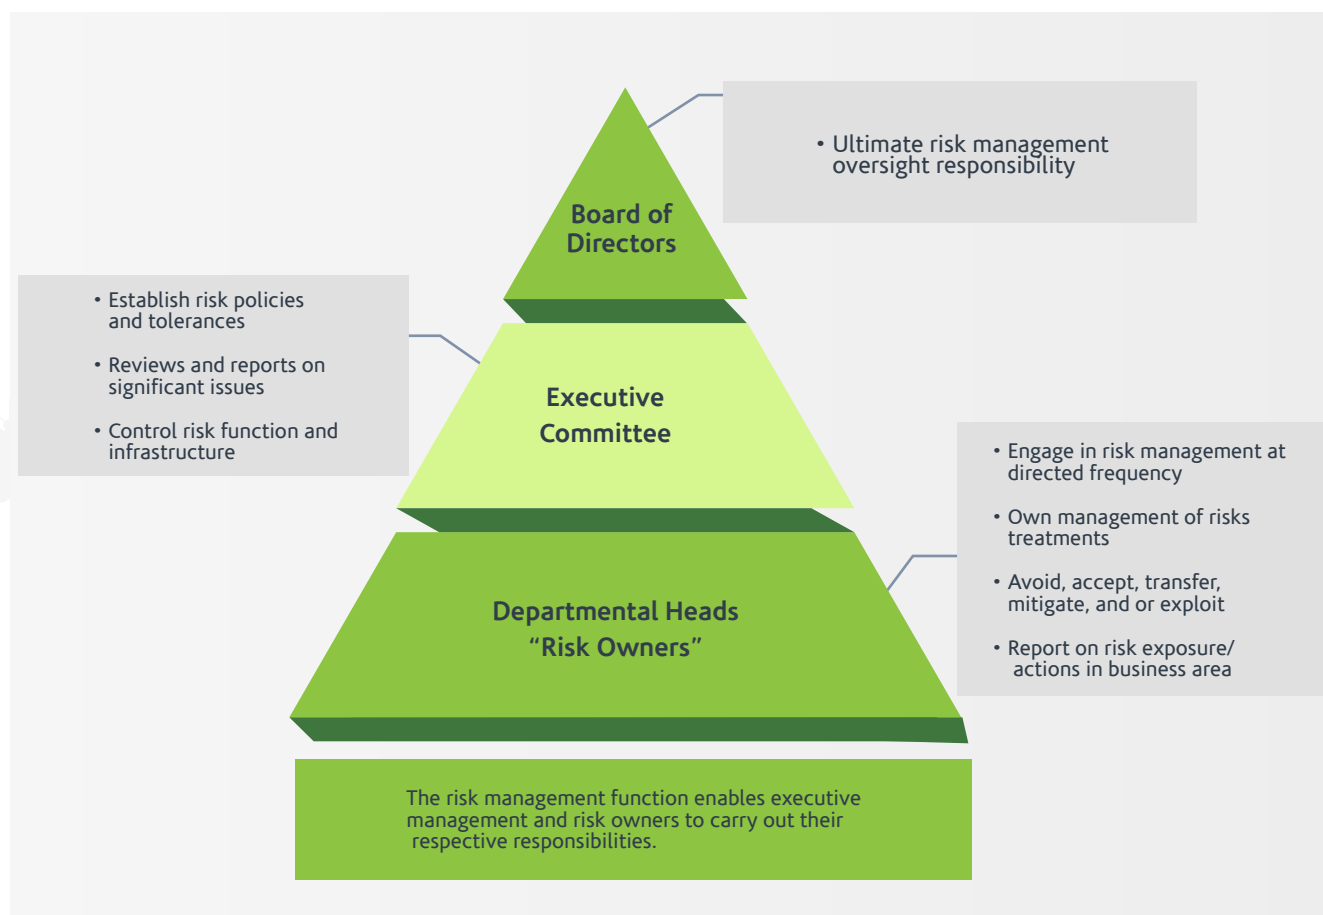 • Ultimate risk management
oversight responsibility
Board of
Directors
• Establish risk policies
and tolerances
• Reviews and reports on
significant issues
• Control risk function and
infrastructure
Executive
Committee
• Engage in risk management at
directed frequency
• Own management of risks
treatments
• Avoid, accept, transfer,
mitigate, and or exploit
• Report on risk exposure/
actions in business area
Departmental Heads
“Risk Owners”
The risk management function enables executive
management and risk owners to carry out their
respective responsibilities.